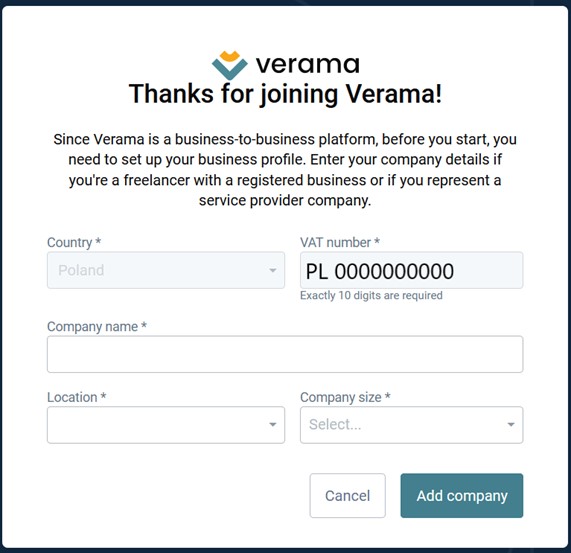 verama
Thanks for joining Verama!
Since Verama is a business-to-business platform, before you start, you
need to set up your business profile. Enter your company details if
you're a freelancer with a registered business or if you represent a
service provider company.
Country *
VAT number *
Poland
PL 0000000000
Exactly 10 digits are required
Company name *
Location *
Company size *
Select...
Cancel
Add company